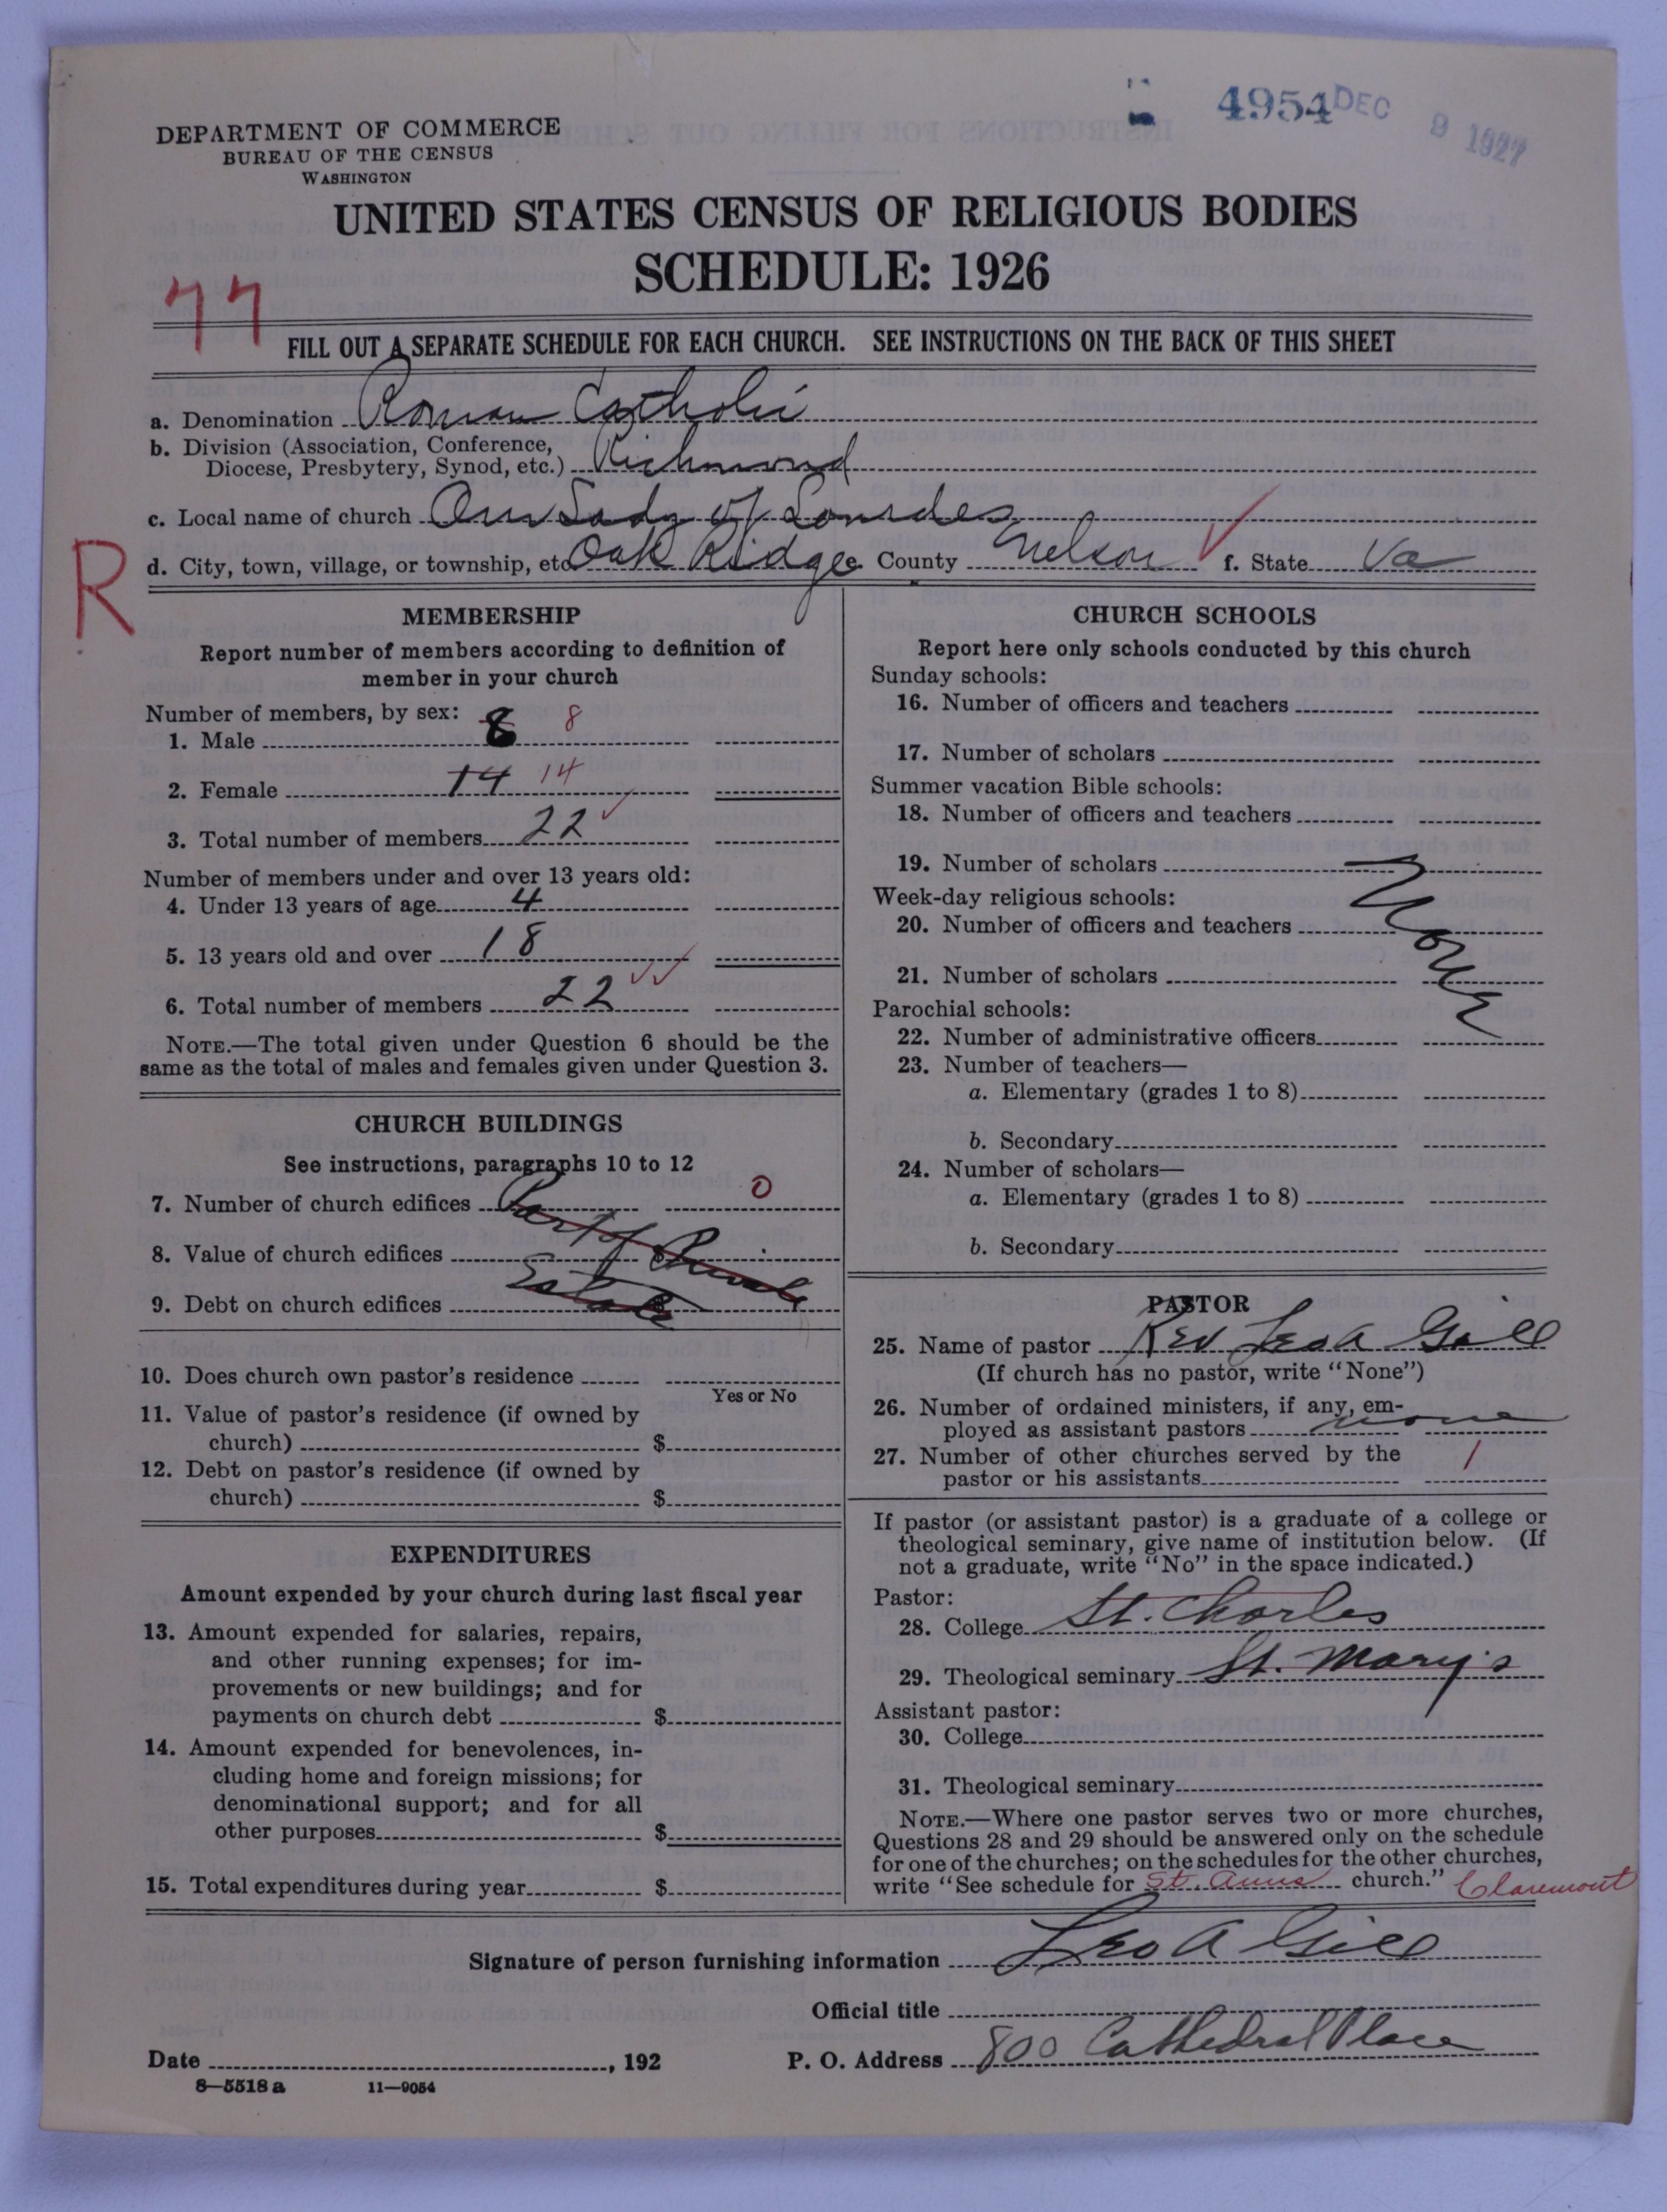 4954 DEC 9 1927
DEPARTMENT OF COMMERCE
BUREAU OF THE CENSUS
WASHINGTON
UNITED STATES CENSUS OF RELIGIOUS BODIES
SCHEDULE: 1926
77
FILL OUT A SEPARATE SCHEDULE FOR EACH CHURCH. SEE INSTRUCTIONS ON THE BACK OF THIS SHEET
a. Denomination Roman Catholic
b. Division (Association, Conference,
Diocese, Presbytery, Synod, etc.) Richmond
c. Local name of church Our Lady of Lourdes
R
d. City, town, village, or township, etc. Oak Ridge e. County Nelson f. State Va
MEMBERSHIP
Report number of members according to definition of
member in your church
Number of members, by sex:
1. Male 8 8
2. Female 14 14
3. Total number of members 22
Number of members under and over 13 years old:
4. Under 13 years of age 4
5. 13 years old and over 18
6. Total number of members 22
NOTE.—The total given under Question 6 should be the
same as the total of males and females given under Question 3.
CHURCH BUILDINGS
See instructions, paragraphs 10 to 12
7. Number of church edifices Part of 0
8. Value of church edifices $ Private
9. Debt on church edifices Estate $
10. Does church own pastor's residence
Yes or No
11. Value of pastor's residence (if owned by
church) $
12. Debt on pastor's residence (if owned by
church) $
EXPENDITURES
Amount expended by your church during last fiscal year
13. Amount expended for salaries, repairs,
and other running expenses; for im-
provements or new buildings; and for
payments on church debt $
14. Amount expended for benevolences, in-
cluding home and foreign missions; for
denominational support; and for all
other purposes $
15. Total expenditures during year $
CHURCH SCHOOLS
Report here only schools conducted by this church
Sunday schools:
16. Number of officers and teachers
17. Number of scholars
Summer vacation Bible schools:
18. Number of officers and teachers
19. Number of scholars
Week-day religious schools:
None
20. Number of officers and teachers
21. Number of scholars
Parochial schools:
22. Number of administrative officers
23. Number of teachers—
a. Elementary (grades 1 to 8)
b. Secondary
24. Number of scholars—
a. Elementary (grades 1 to 8)
b. Secondary
PASTOR
25. Name of pastor Rev Leo A Gill
(If church has no pastor, write "None")
26. Number of ordained ministers, if any, em-
ployed as assistant pastors none
27. Number of other churches served by the
pastor or his assistants 1
If pastor (or assistant pastor) is a graduate of a college or
theological seminary, give name of institution below. (If
not a graduate, write "No" in the space indicated.)
Pastor:
28. College St. Charles
29. Theological seminary St. Mary's
Assistant pastor:
30. College
31. Theological seminary
NOTE.—Where one pastor serves two or more churches,
Questions 28 and 29 should be answered only on the schedule
for one of the churches; on the schedules for the other churches,
write "See schedule for St. Anns church." Claremont
Signature of person furnishing information Leo A Gill
Official title
Date , 192
P. O. Address 800 Cathedral Place
8—5518 a 11—9054